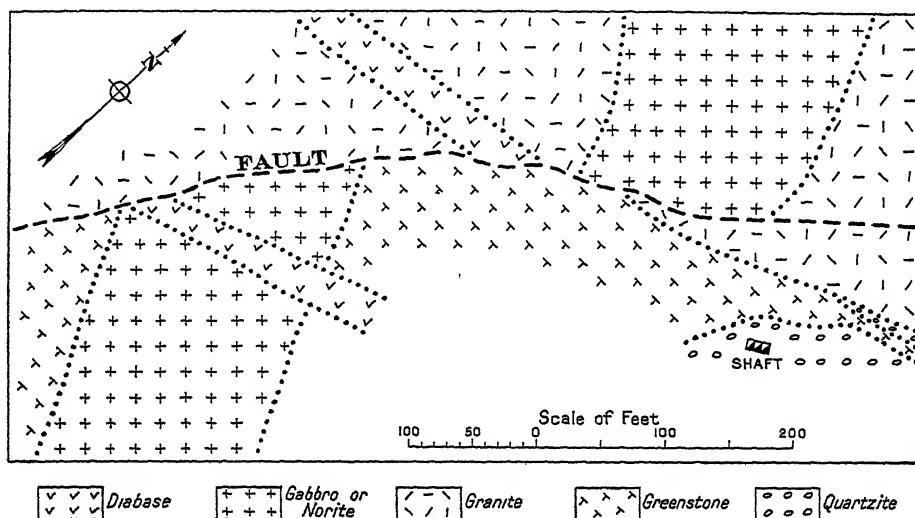 N
FAULT
SHAFT
Scale of Feet
100 50 0 100 200
Diabase
Gabbro or
Norite
Granite
Greenstone
Quartzite